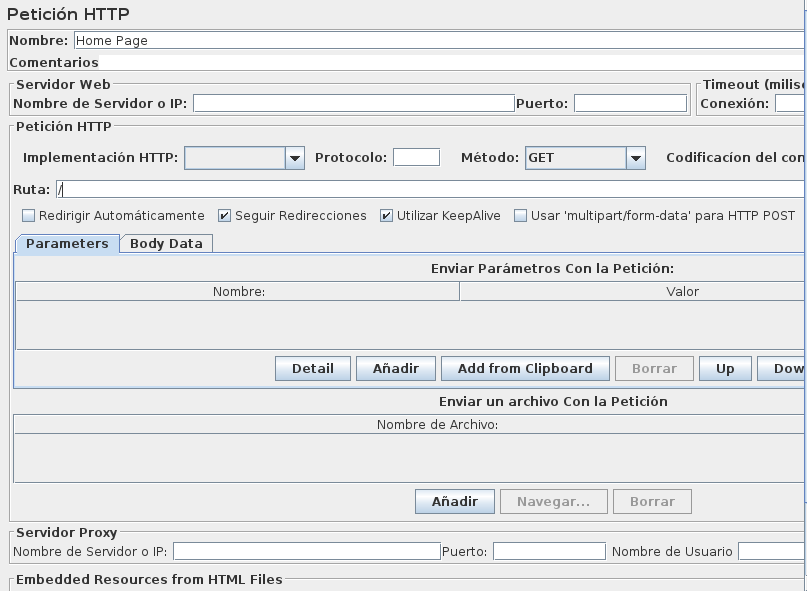 Petición HTTP
Nombre: Home Page
Comentarios
Servidor Web Timeout (milise
Nombre de Servidor o IP: Puerto: Conexión:
Petición HTTP
Implementación HTTP: Protocolo: Método: GET Codificacíon del con
Ruta: /
Redirigir Automáticamente Seguir Redirecciones Utilizar KeepAlive Usar 'multipart/form-data' para HTTP POST
Parameters Body Data
Enviar Parámetros Con la Petición:
Nombre: Valor
Detail Añadir Add from Clipboard Borrar Up Dow
Enviar un archivo Con la Petición
Nombre de Archivo:
Añadir Navegar... Borrar
Servidor Proxy
Nombre de Servidor o IP: Puerto: Nombre de Usuario
Embedded Resources from HTML Files